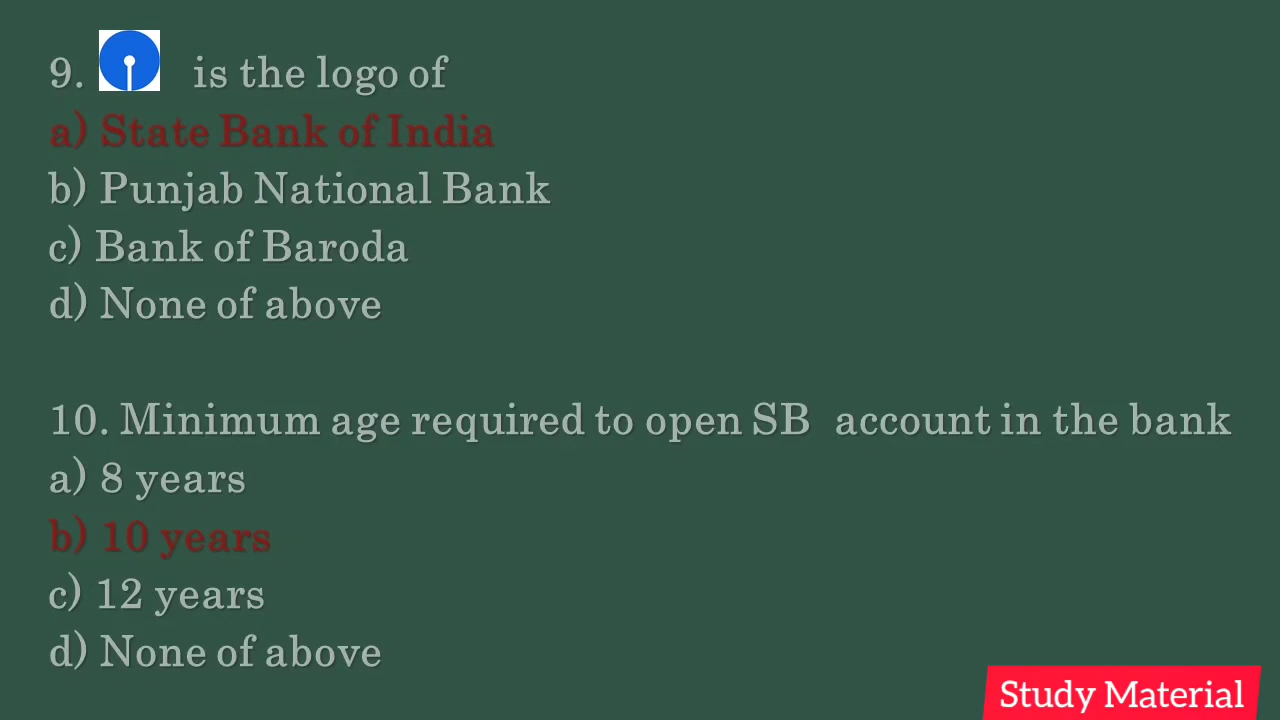 9. is the logo of
a) State Bank of India
b) Punjab National Bank
c) Bank of Baroda
d) None of above
10. Minimum age required to open SB account in the bank
a) 8 years
b) 10 years
c) 12 years
d) None of above
Study Material